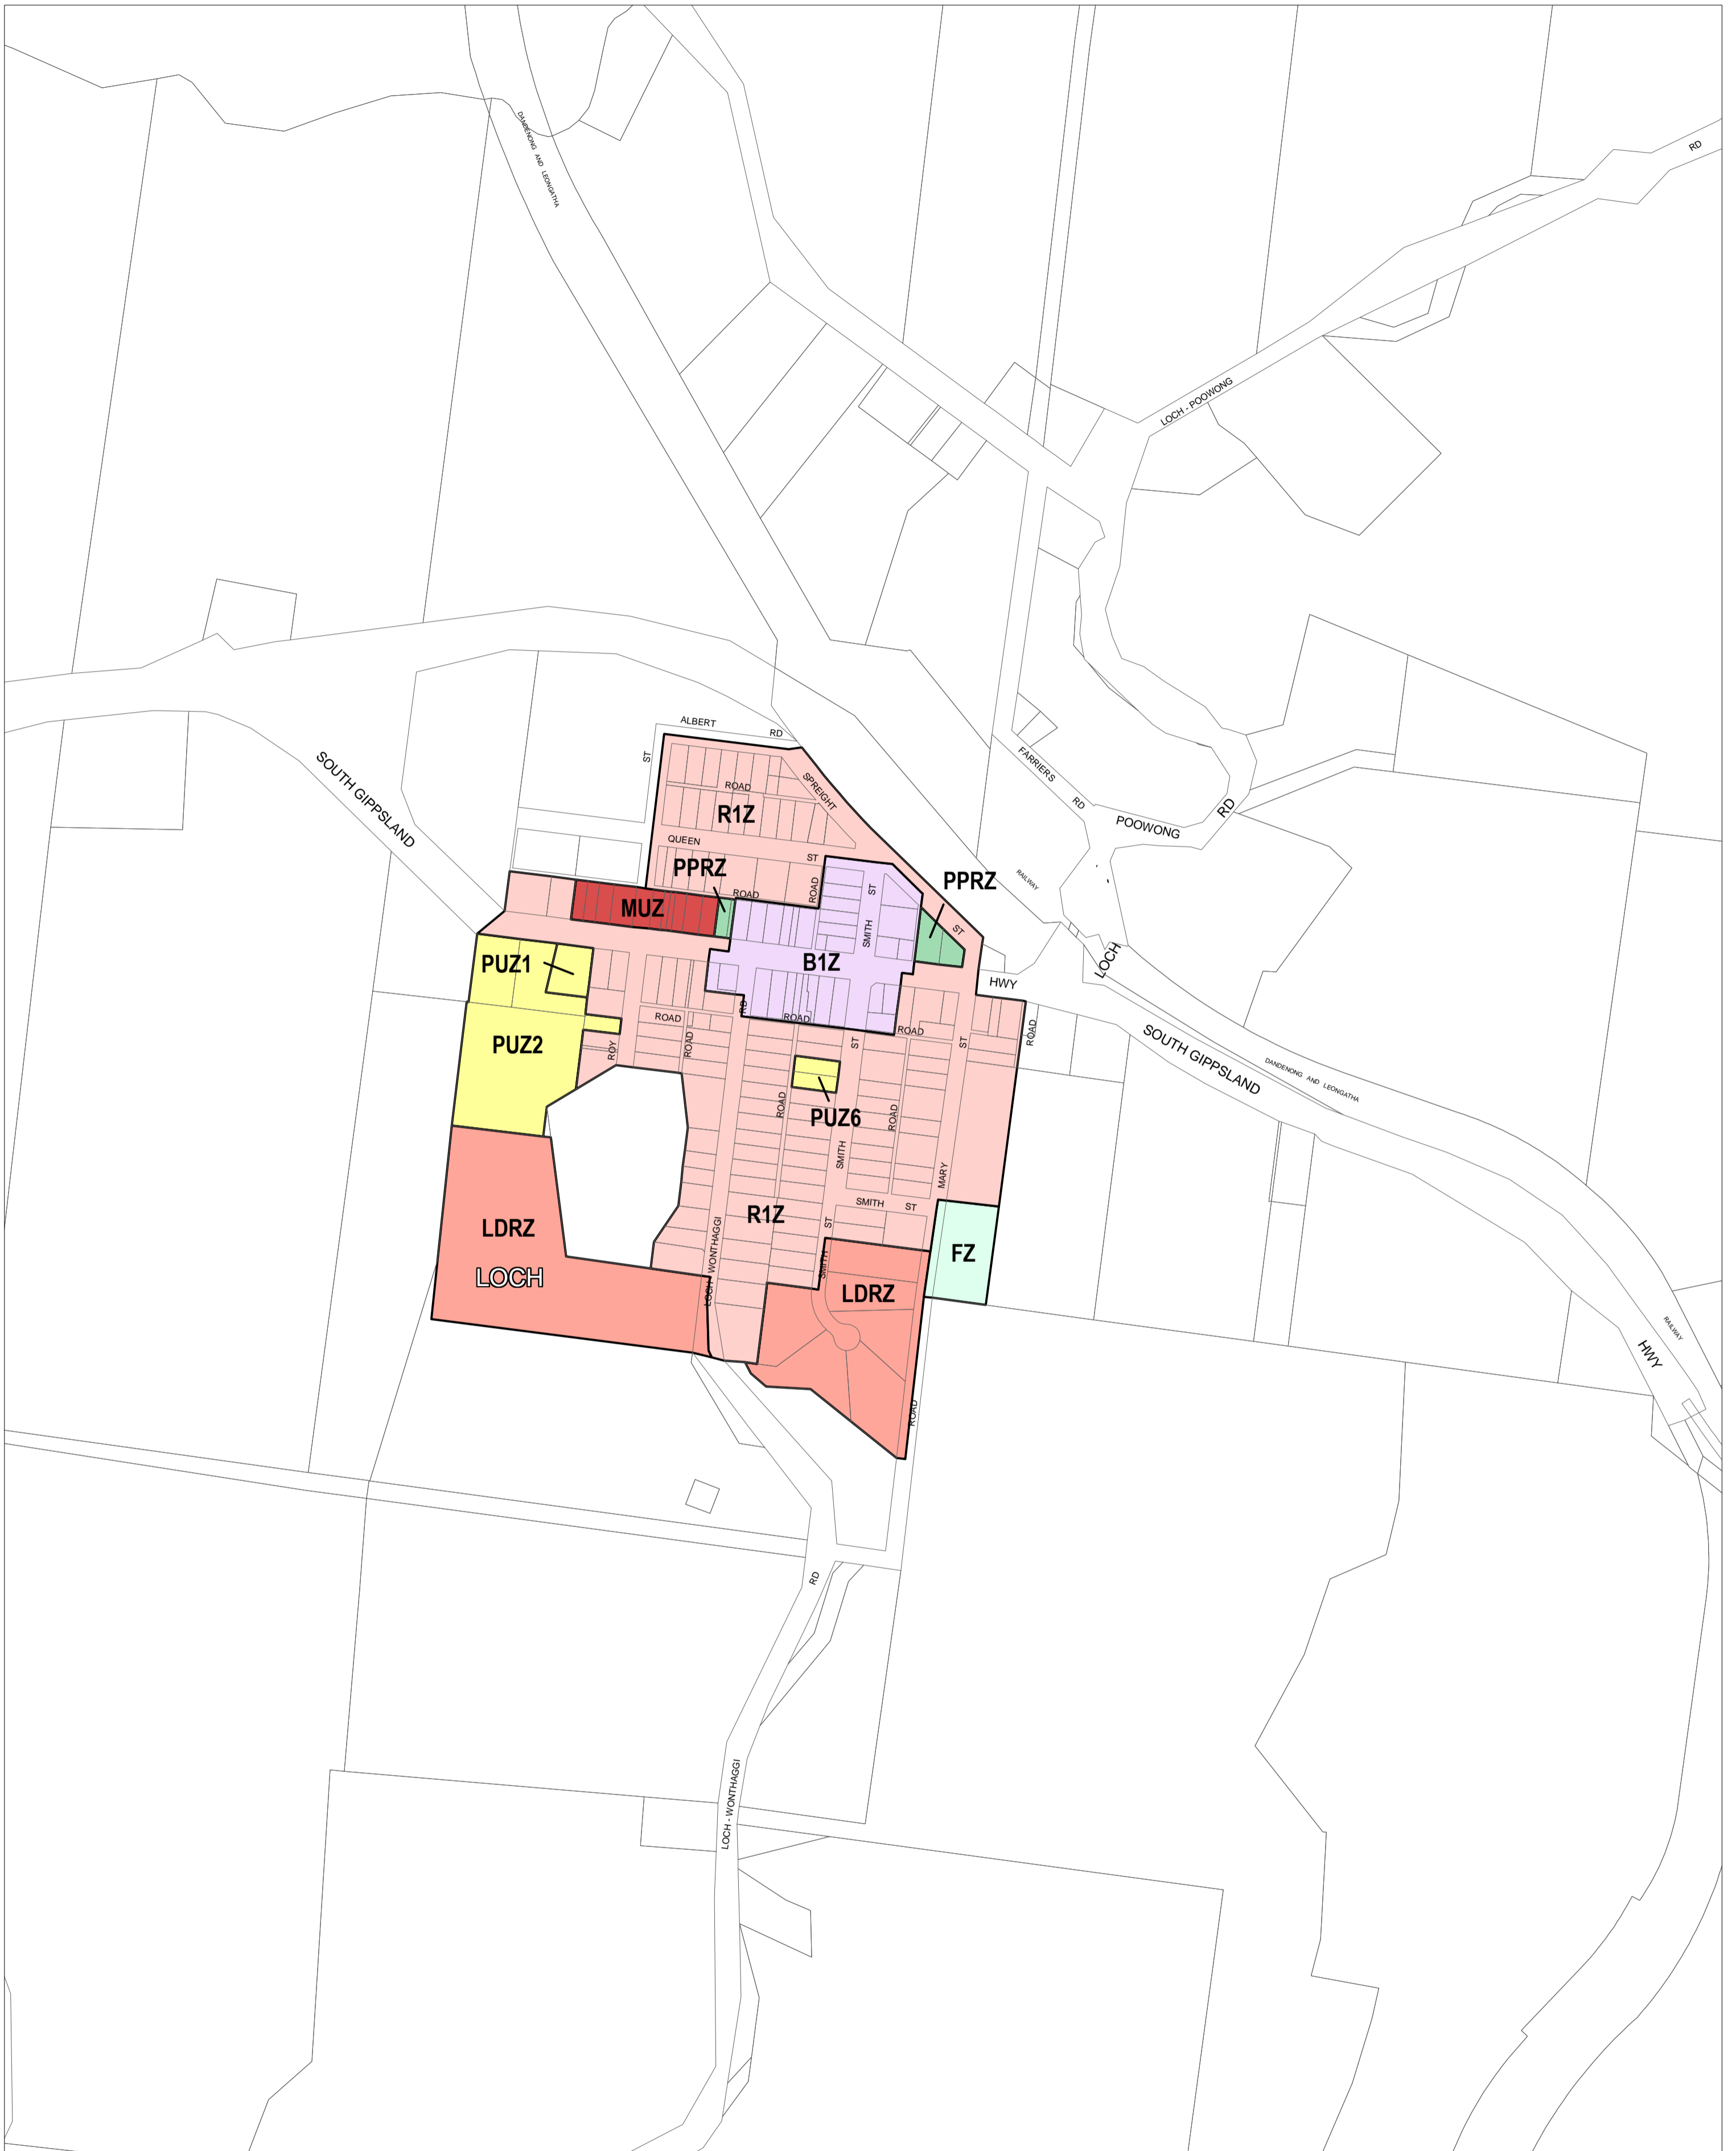 DANDENONG AND LEONGATHA
RD
LOCH - POOWONG
ALBERT
RD
ST
SOUTH GIPPSLAND
FARRIERS
RD
SPREIGHT
ROAD
R1Z
POOWONG
RD
QUEEN
ST
PPRZ
ROAD
ROAD
ST
PPRZ
RAILWAY
MUZ
SMITH
ST
B1Z
LOCH
PUZ1
HWY
RD
ROAD
ROAD
ROAD
ROAD
PUZ2
ROY
ROAD
ST
ST
SOUTH GIPPSLAND
DANDENONG AND LEONGATHA
ROAD
PUZ6
ROAD
SMITH
MARY
SMITH
ST
R1Z
ST
LDRZ
LOCH
LOCH - WONTHAGGI
SMITH
LDRZ
FZ
RAILWAY
HWY
ROAD
RD
LOCH - WONTHAGGI